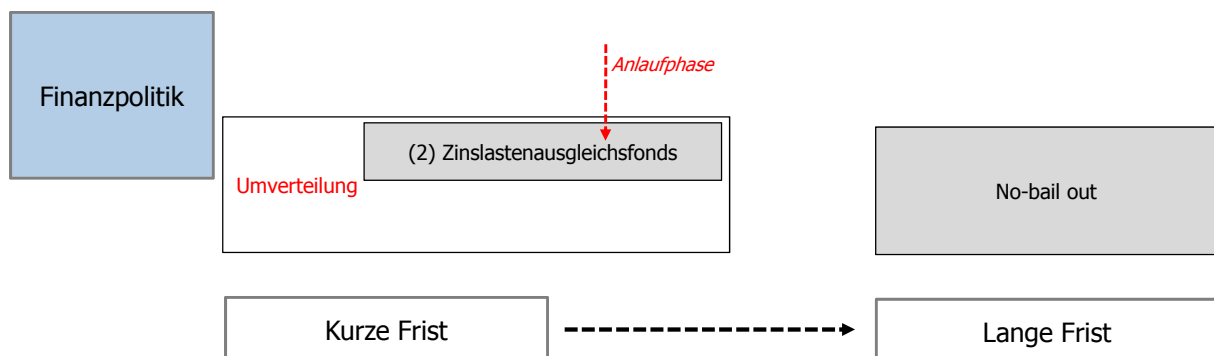 Finanzpolitik
Anlaufphase
(2) Zinslastenausgleichsfonds
Umverteilung
No-bail out
Kurze Frist
Lange Frist